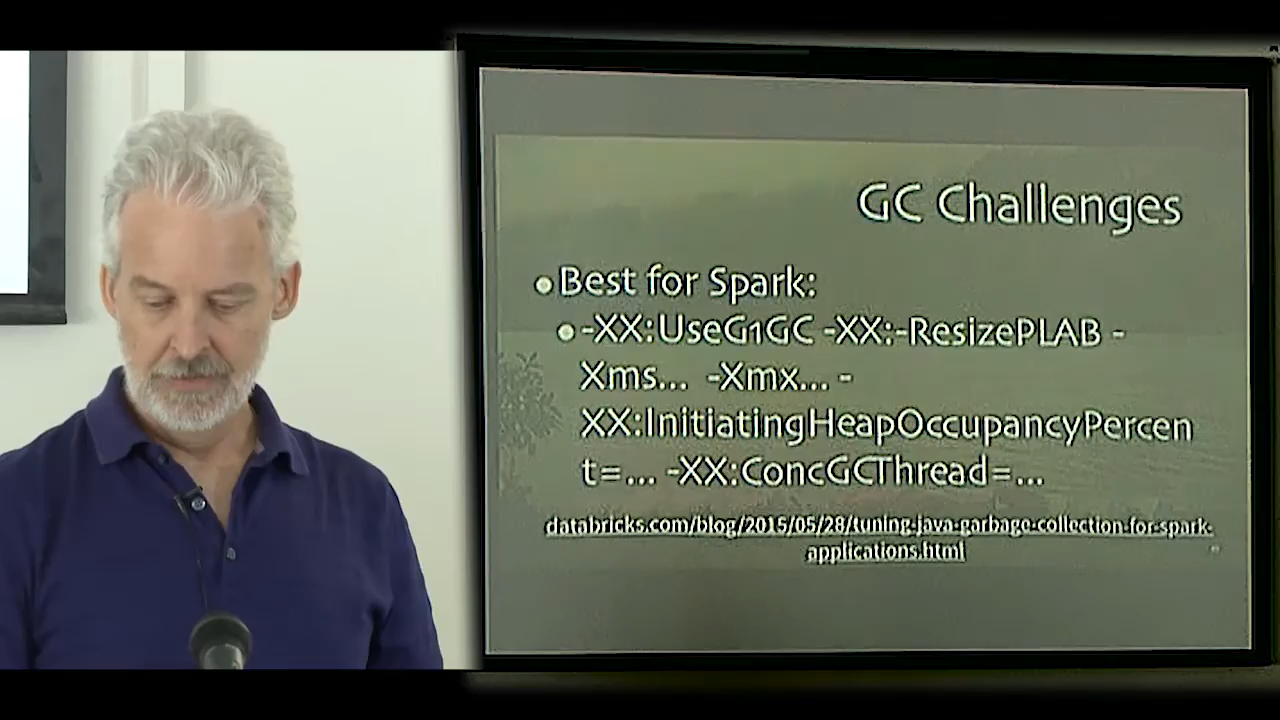 GC Challenges
Best for Spark:
-XX:UseG1GC -XX:-ResizePLAB -
Xms... -Xmx... -
XX:InitiatingHeapOccupancyPercen
t=... -XX:ConcGCThread=...
databricks.com/blog/2015/05/28/tuning-java-garbage-collection-for-spark-
applications.html